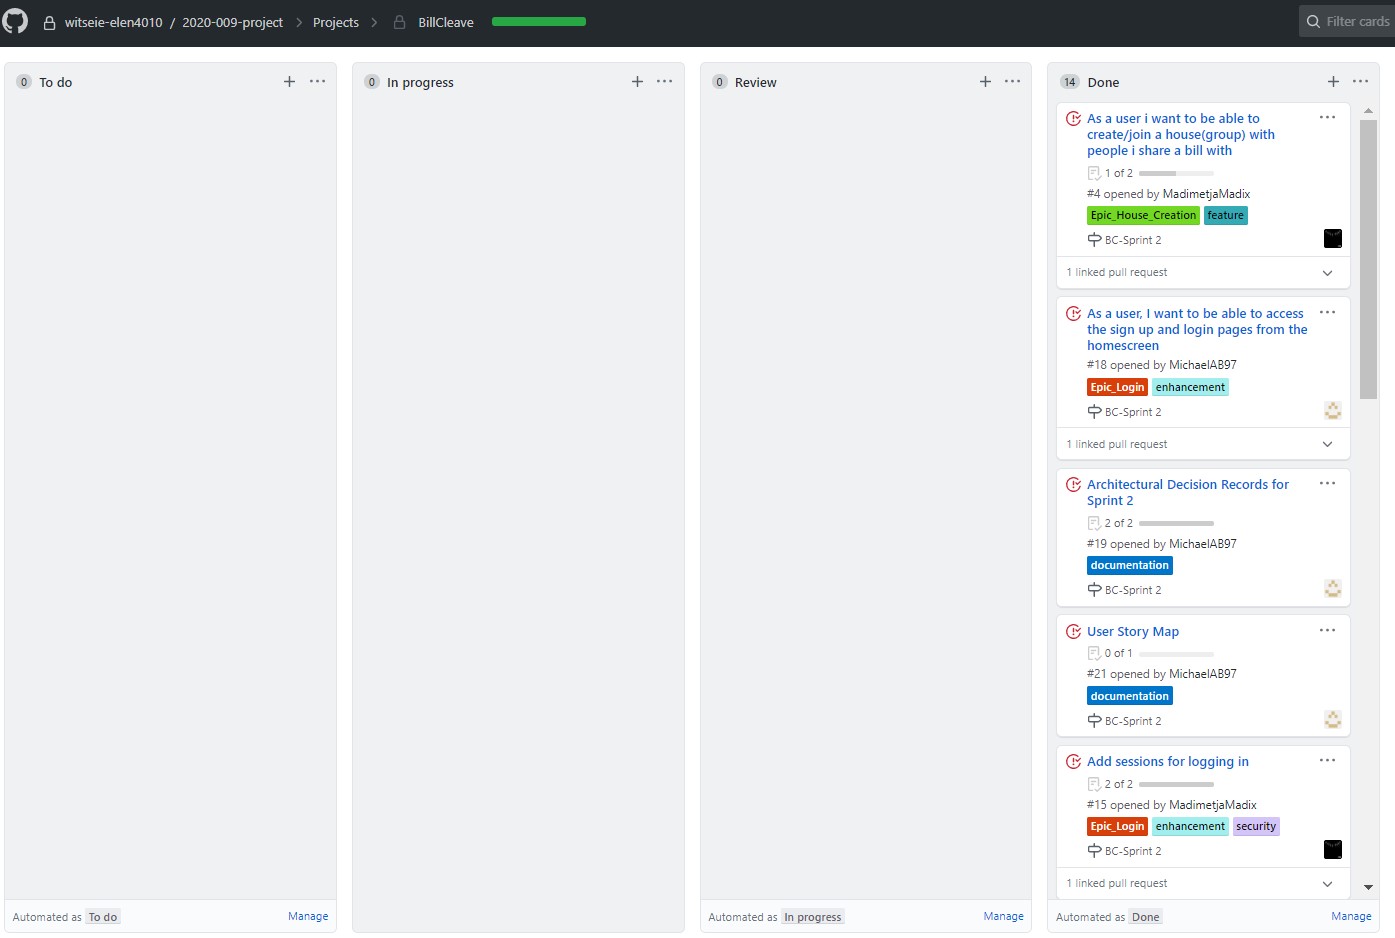 witseie-elen4010 / 2020-009-project > Projects > BillCleave
Filter cards
0 To do
0 In progress
0 Review
14 Done
As a user i want to be able to
create/join a house(group) with
people i share a bill with
1 of 2
#4 opened by MadimetjaMadix
Epic_House_Creation feature
BC-Sprint 2
1 linked pull request
As a user, I want to be able to access
the sign up and login pages from the
homescreen
#18 opened by MichaelAB97
Epic_Login enhancement
BC-Sprint 2
1 linked pull request
Architectural Decision Records for
Sprint 2
2 of 2
#19 opened by MichaelAB97
documentation
BC-Sprint 2
User Story Map
0 of 1
#21 opened by MichaelAB97
documentation
BC-Sprint 2
Add sessions for logging in
2 of 2
#15 opened by MadimetjaMadix
Epic_Login enhancement security
BC-Sprint 2
1 linked pull request
Automated as To do Manage
Automated as In progress Manage
Automated as Done Manage